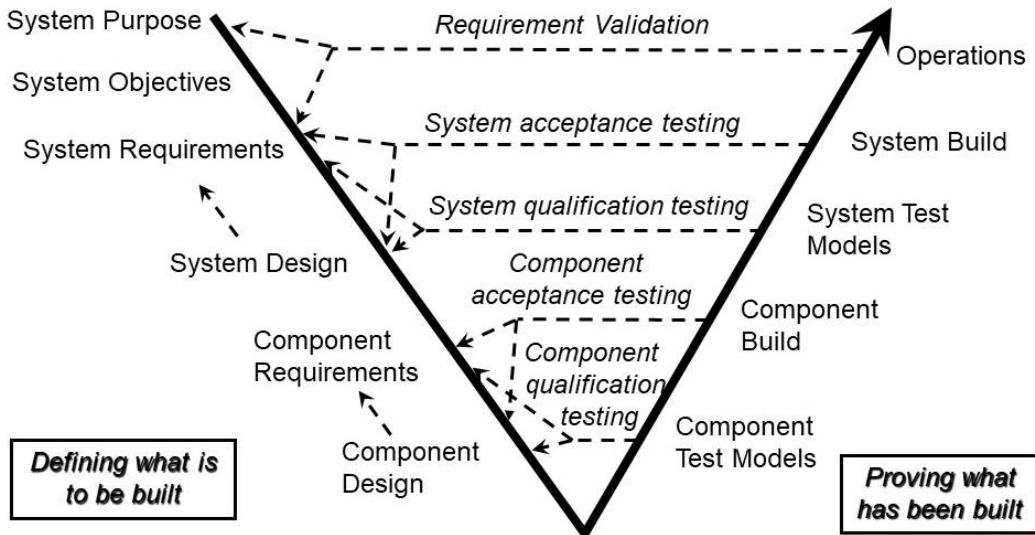 System Purpose
Requirement Validation
Operations
System Objectives
System acceptance testing
System Requirements
System Build
System qualification testing
System Test
Models
System Design
Component
acceptance testing
Component
Build
Component
Requirements
Component
qualification
testing
Component
Test Models
Component
Design
Defining what is
to be built
Proving what
has been built